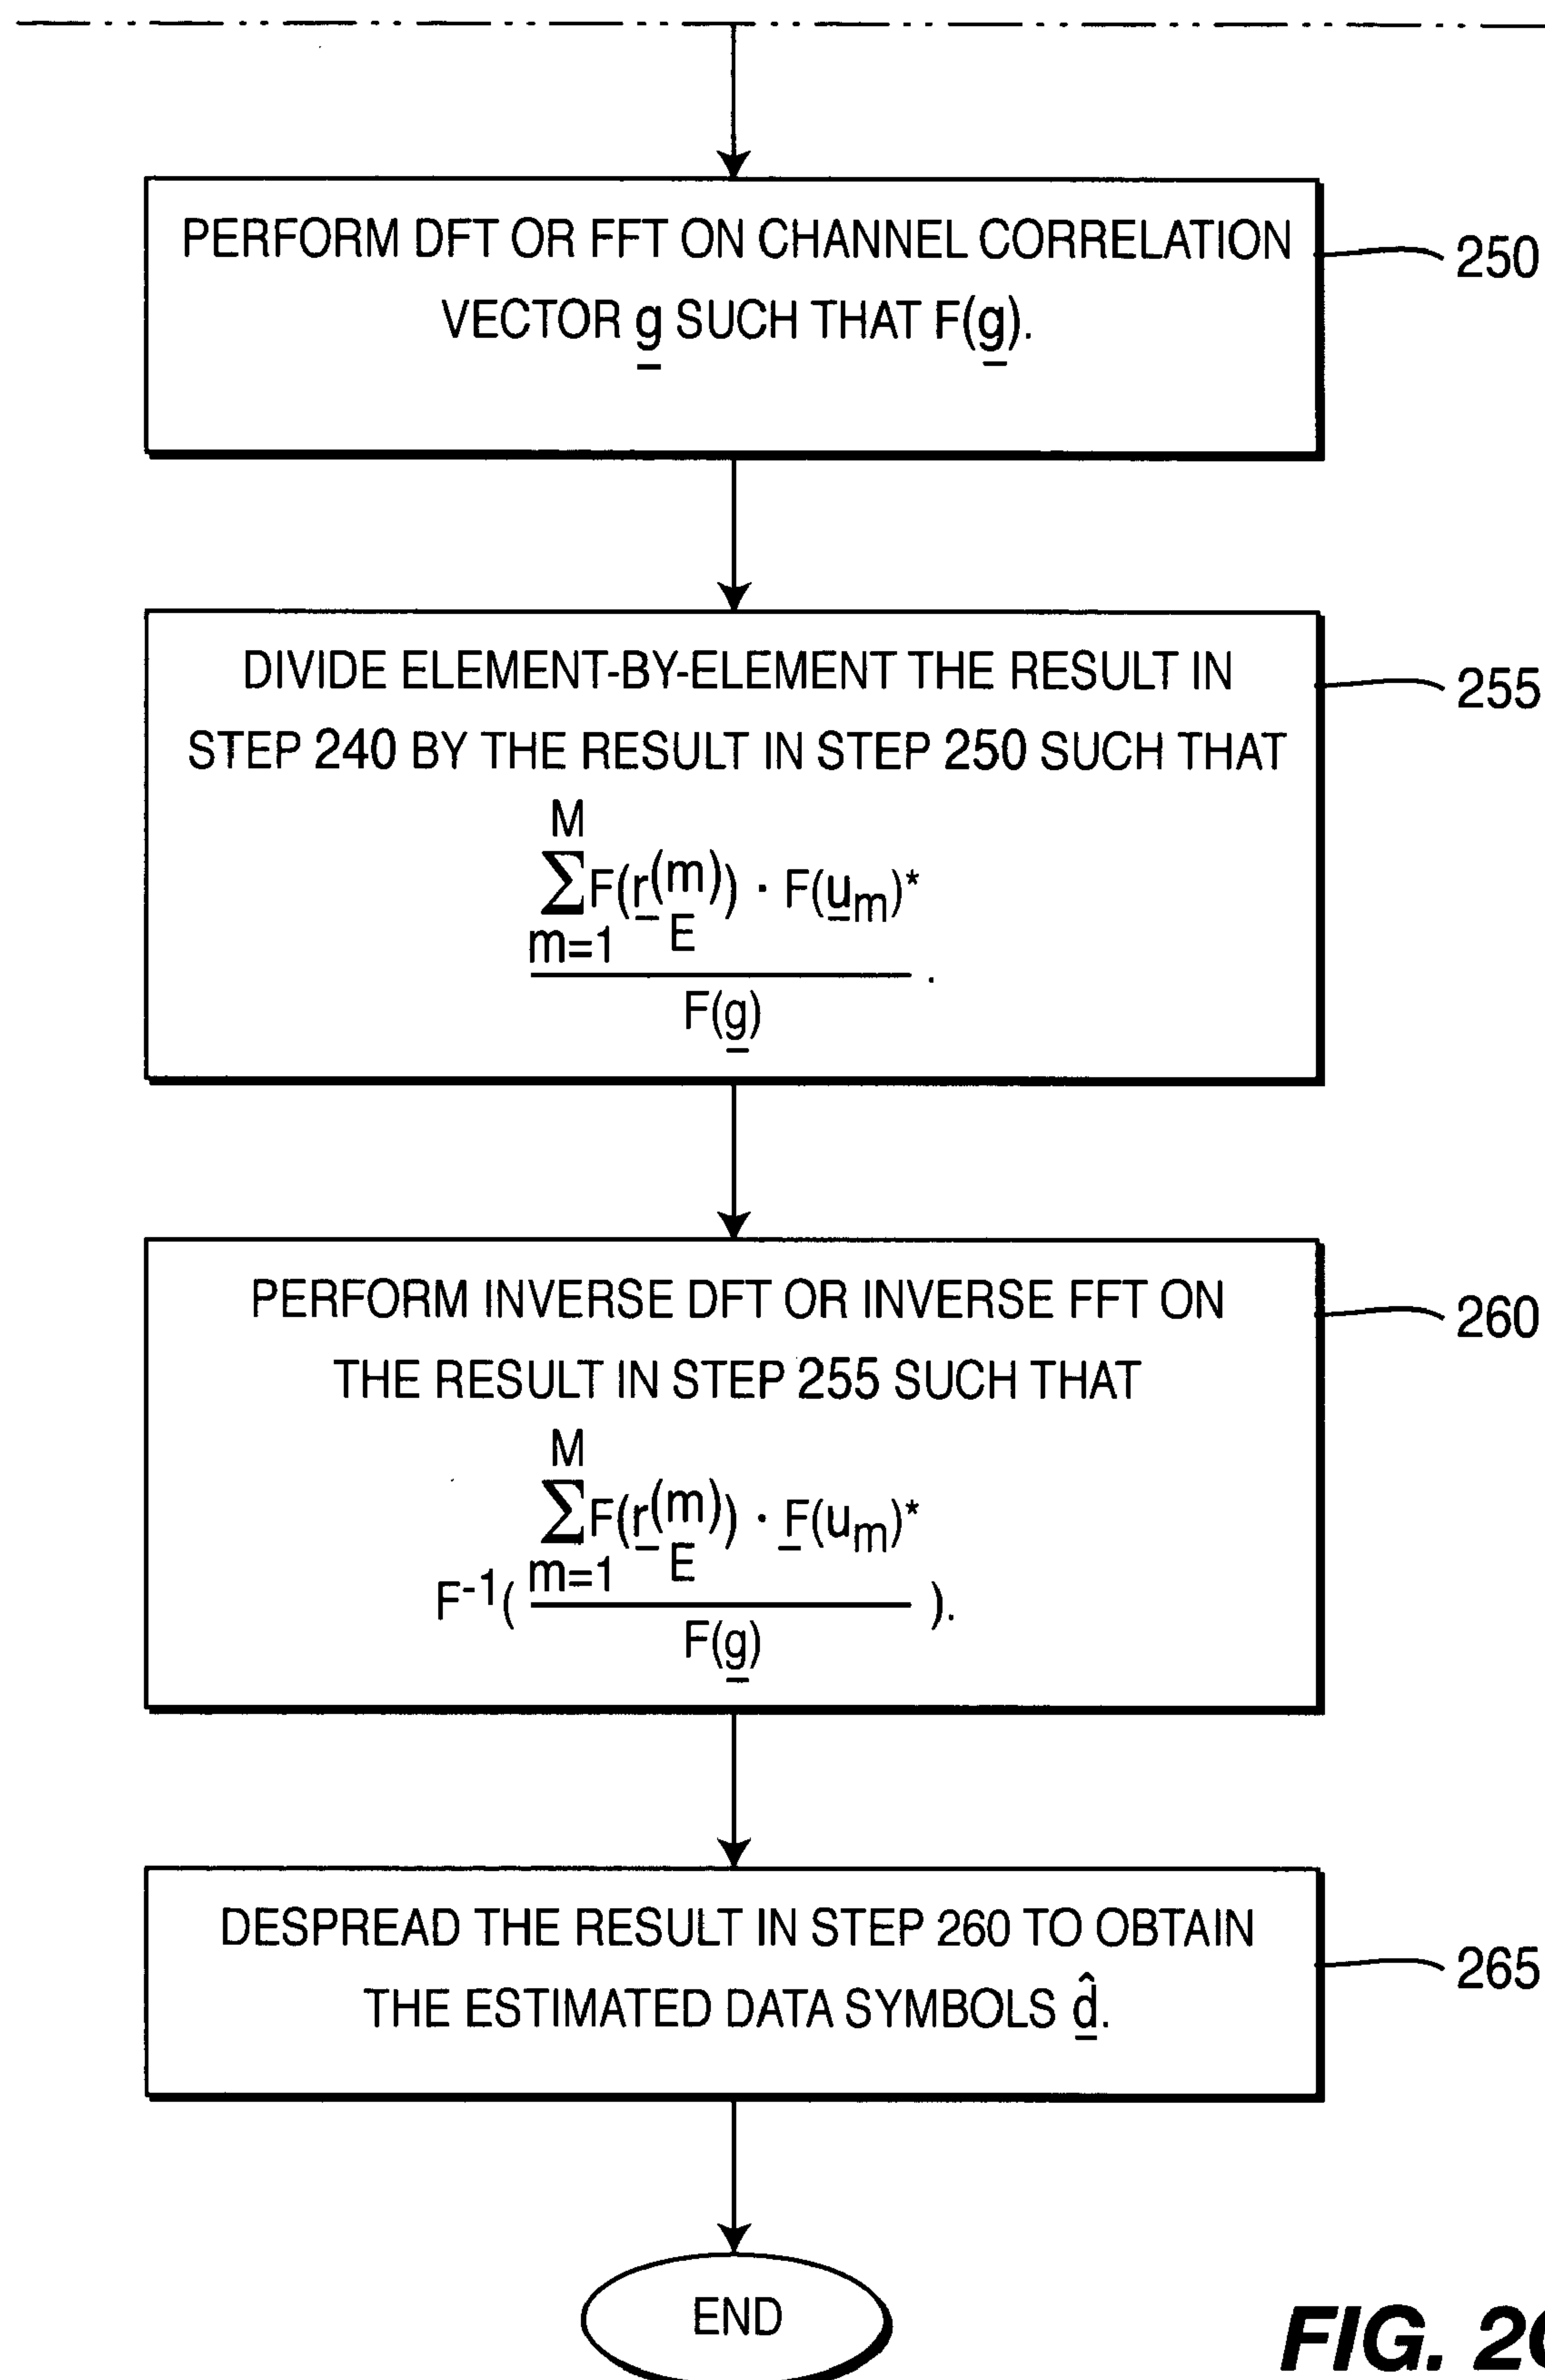 PERFORM DFT OR FFT ON CHANNEL CORRELATION
VECTOR g SUCH THAT F(g).
250
DIVIDE ELEMENT-BY-ELEMENT THE RESULT IN
STEP 240 BY THE RESULT IN STEP 250 SUCH THAT
255
M
∑F(r(m)) · F(um)*
m=1 E
F(g)
.
PERFORM INVERSE DFT OR INVERSE FFT ON
THE RESULT IN STEP 255 SUCH THAT
260
M
∑F(r(m)) · F(um)*
m=1 E
F-1( ).
F(g)
DESPREAD THE RESULT IN STEP 260 TO OBTAIN
THE ESTIMATED DATA SYMBOLS d̂.
265
END
FIG.